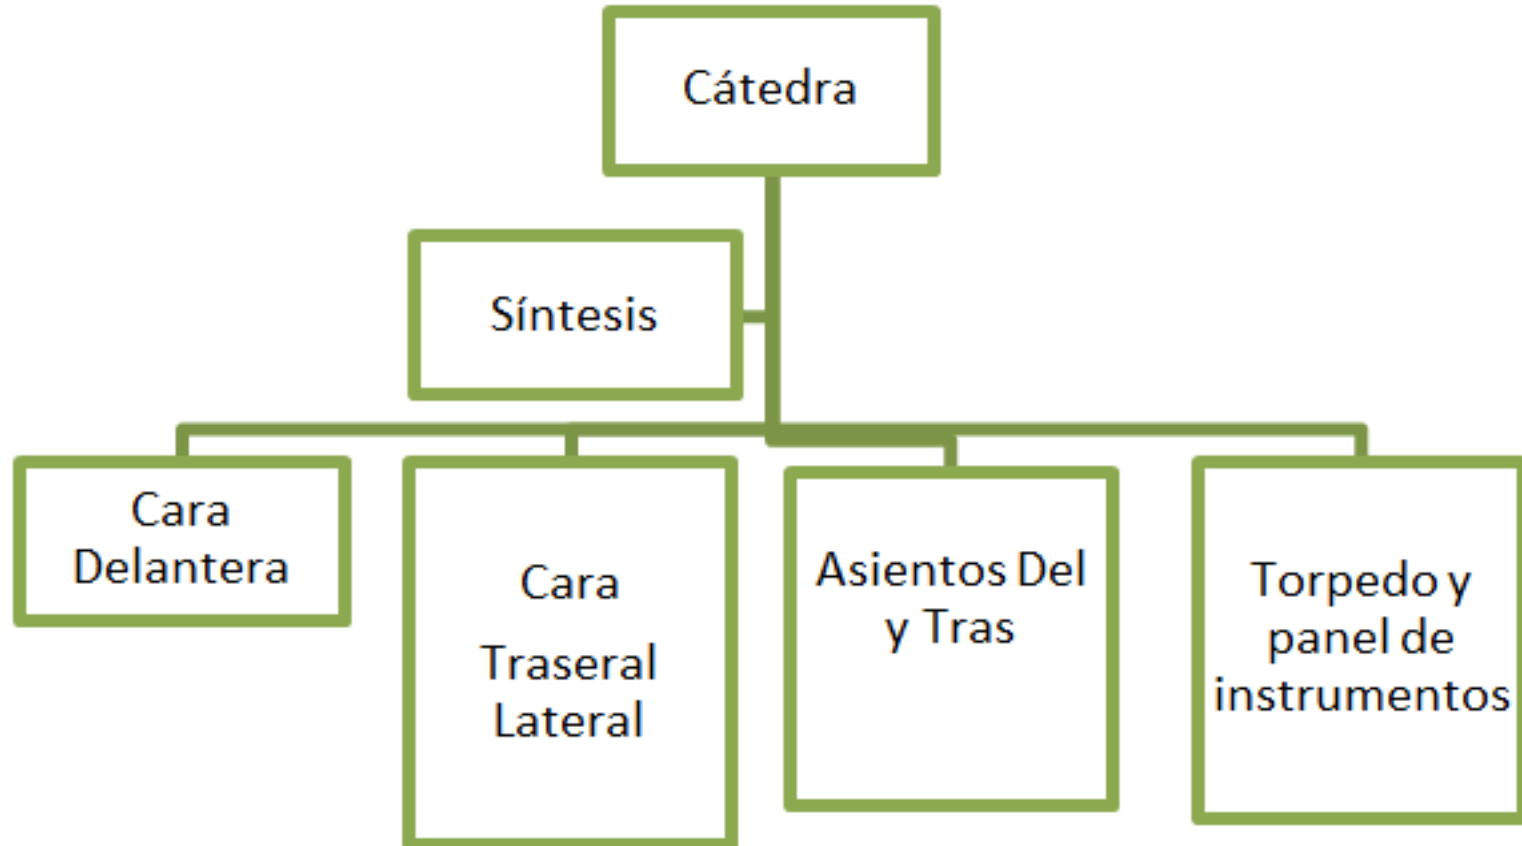 Cátedra
Síntesis
Cara
Delantera
Cara
Traseral
Lateral
Asientos Del
y Tras
Torpedo y
panel de
instrumentos